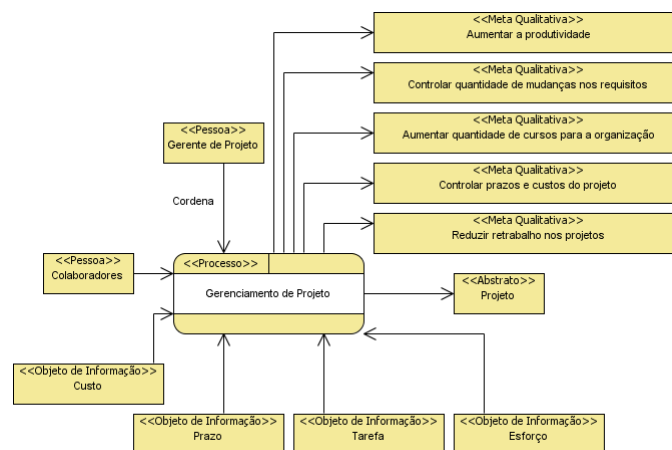 <<Meta Qualitativa>>
Aumentar a produtividade
<<Meta Qualitativa>>
Controlar quantidade de mudanças nos requisitos
<<Meta Qualitativa>>
Aumentar quantidade de cursos para a organização
<<Meta Qualitativa>>
Controlar prazos e custos do projeto
<<Meta Qualitativa>>
Reduzir retrabalho nos projetos
<<Pessoa>>
Gerente de Projeto
Cordena
<<Pessoa>>
Colaboradores
<<Processo>>
Gerenciamento de Projeto
<<Abstrato>>
Projeto
<<Objeto de Informação>>
Custo
<<Objeto de Informação>>
Prazo
<<Objeto de Informação>>
Tarefa
<<Objeto de Informação>>
Esforço